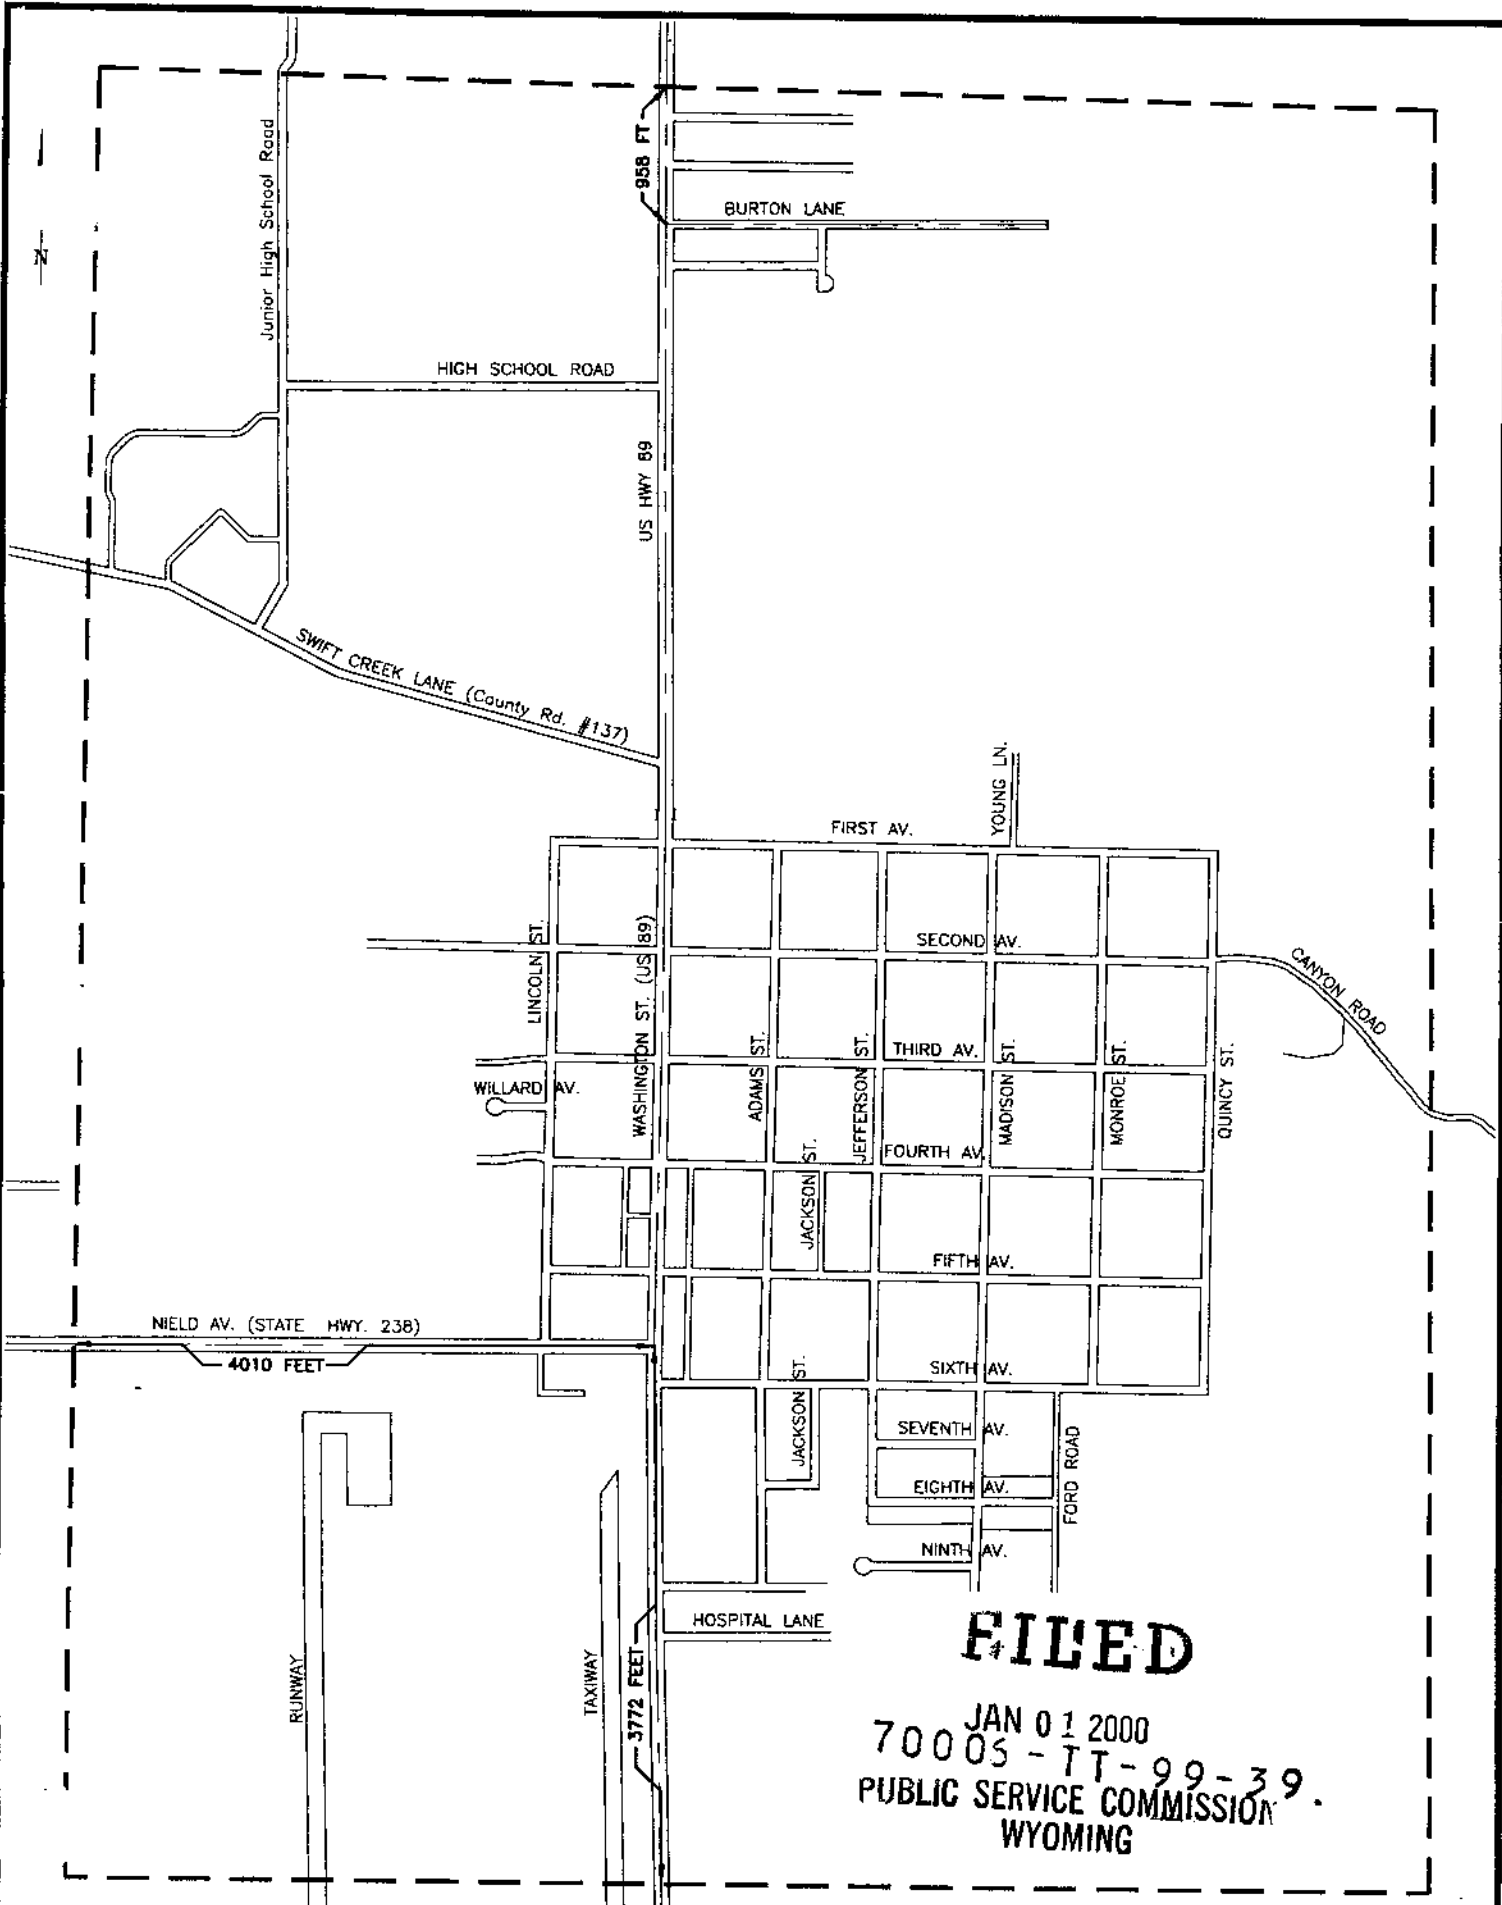 958 FT
Junior High School Road
BURTON LANE
N
HIGH SCHOOL ROAD
US HWY 89
SWIFT CREEK LANE (County Rd. #137)
YOUNG LN.
FIRST AV.
LINCOLN ST.
WASHINGTON ST. (US 89)
SECOND AV.
CANYON ROAD
THIRD AV.
WILLARD AV.
ADAMS ST.
JEFFERSON ST.
MADISON ST.
MONROE ST.
QUINCY ST.
FOURTH AV.
JACKSON ST.
FIFTH AV.
NIELD AV. (STATE HWY. 238)
4010 FEET
SIXTH AV.
JACKSON ST.
SEVENTH AV.
FORD ROAD
EIGHTH AV.
NINTH AV.
HOSPITAL LANE
RUNWAY
TAXIWAY
3772 FEET
FILED
JAN 01 2000
70005-TT-99-39.
PUBLIC SERVICE COMMISSION
WYOMING